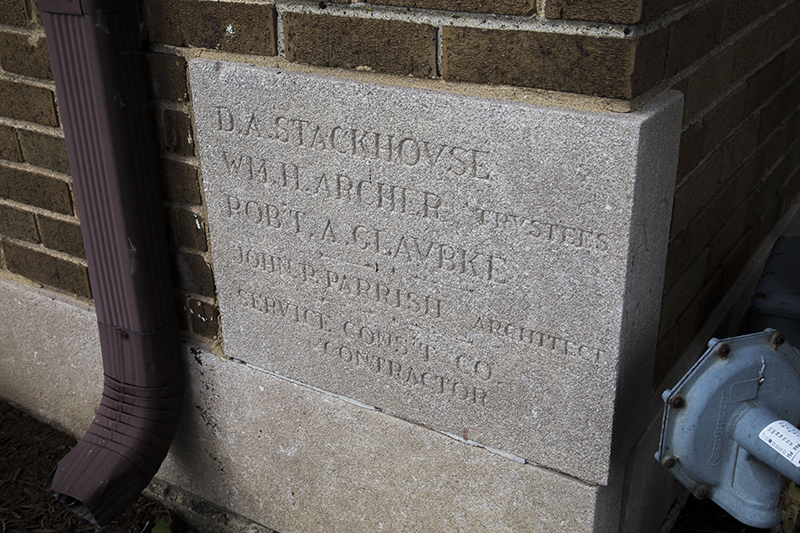 D.A. STACKHOVSE
WM. H. ARCHER TRVSTEES
ROB'T. A. GLAVBKE
JOHN P. PARRISH ARCHITECT
SERVICE CONS'T. CO.
CONTRACTOR